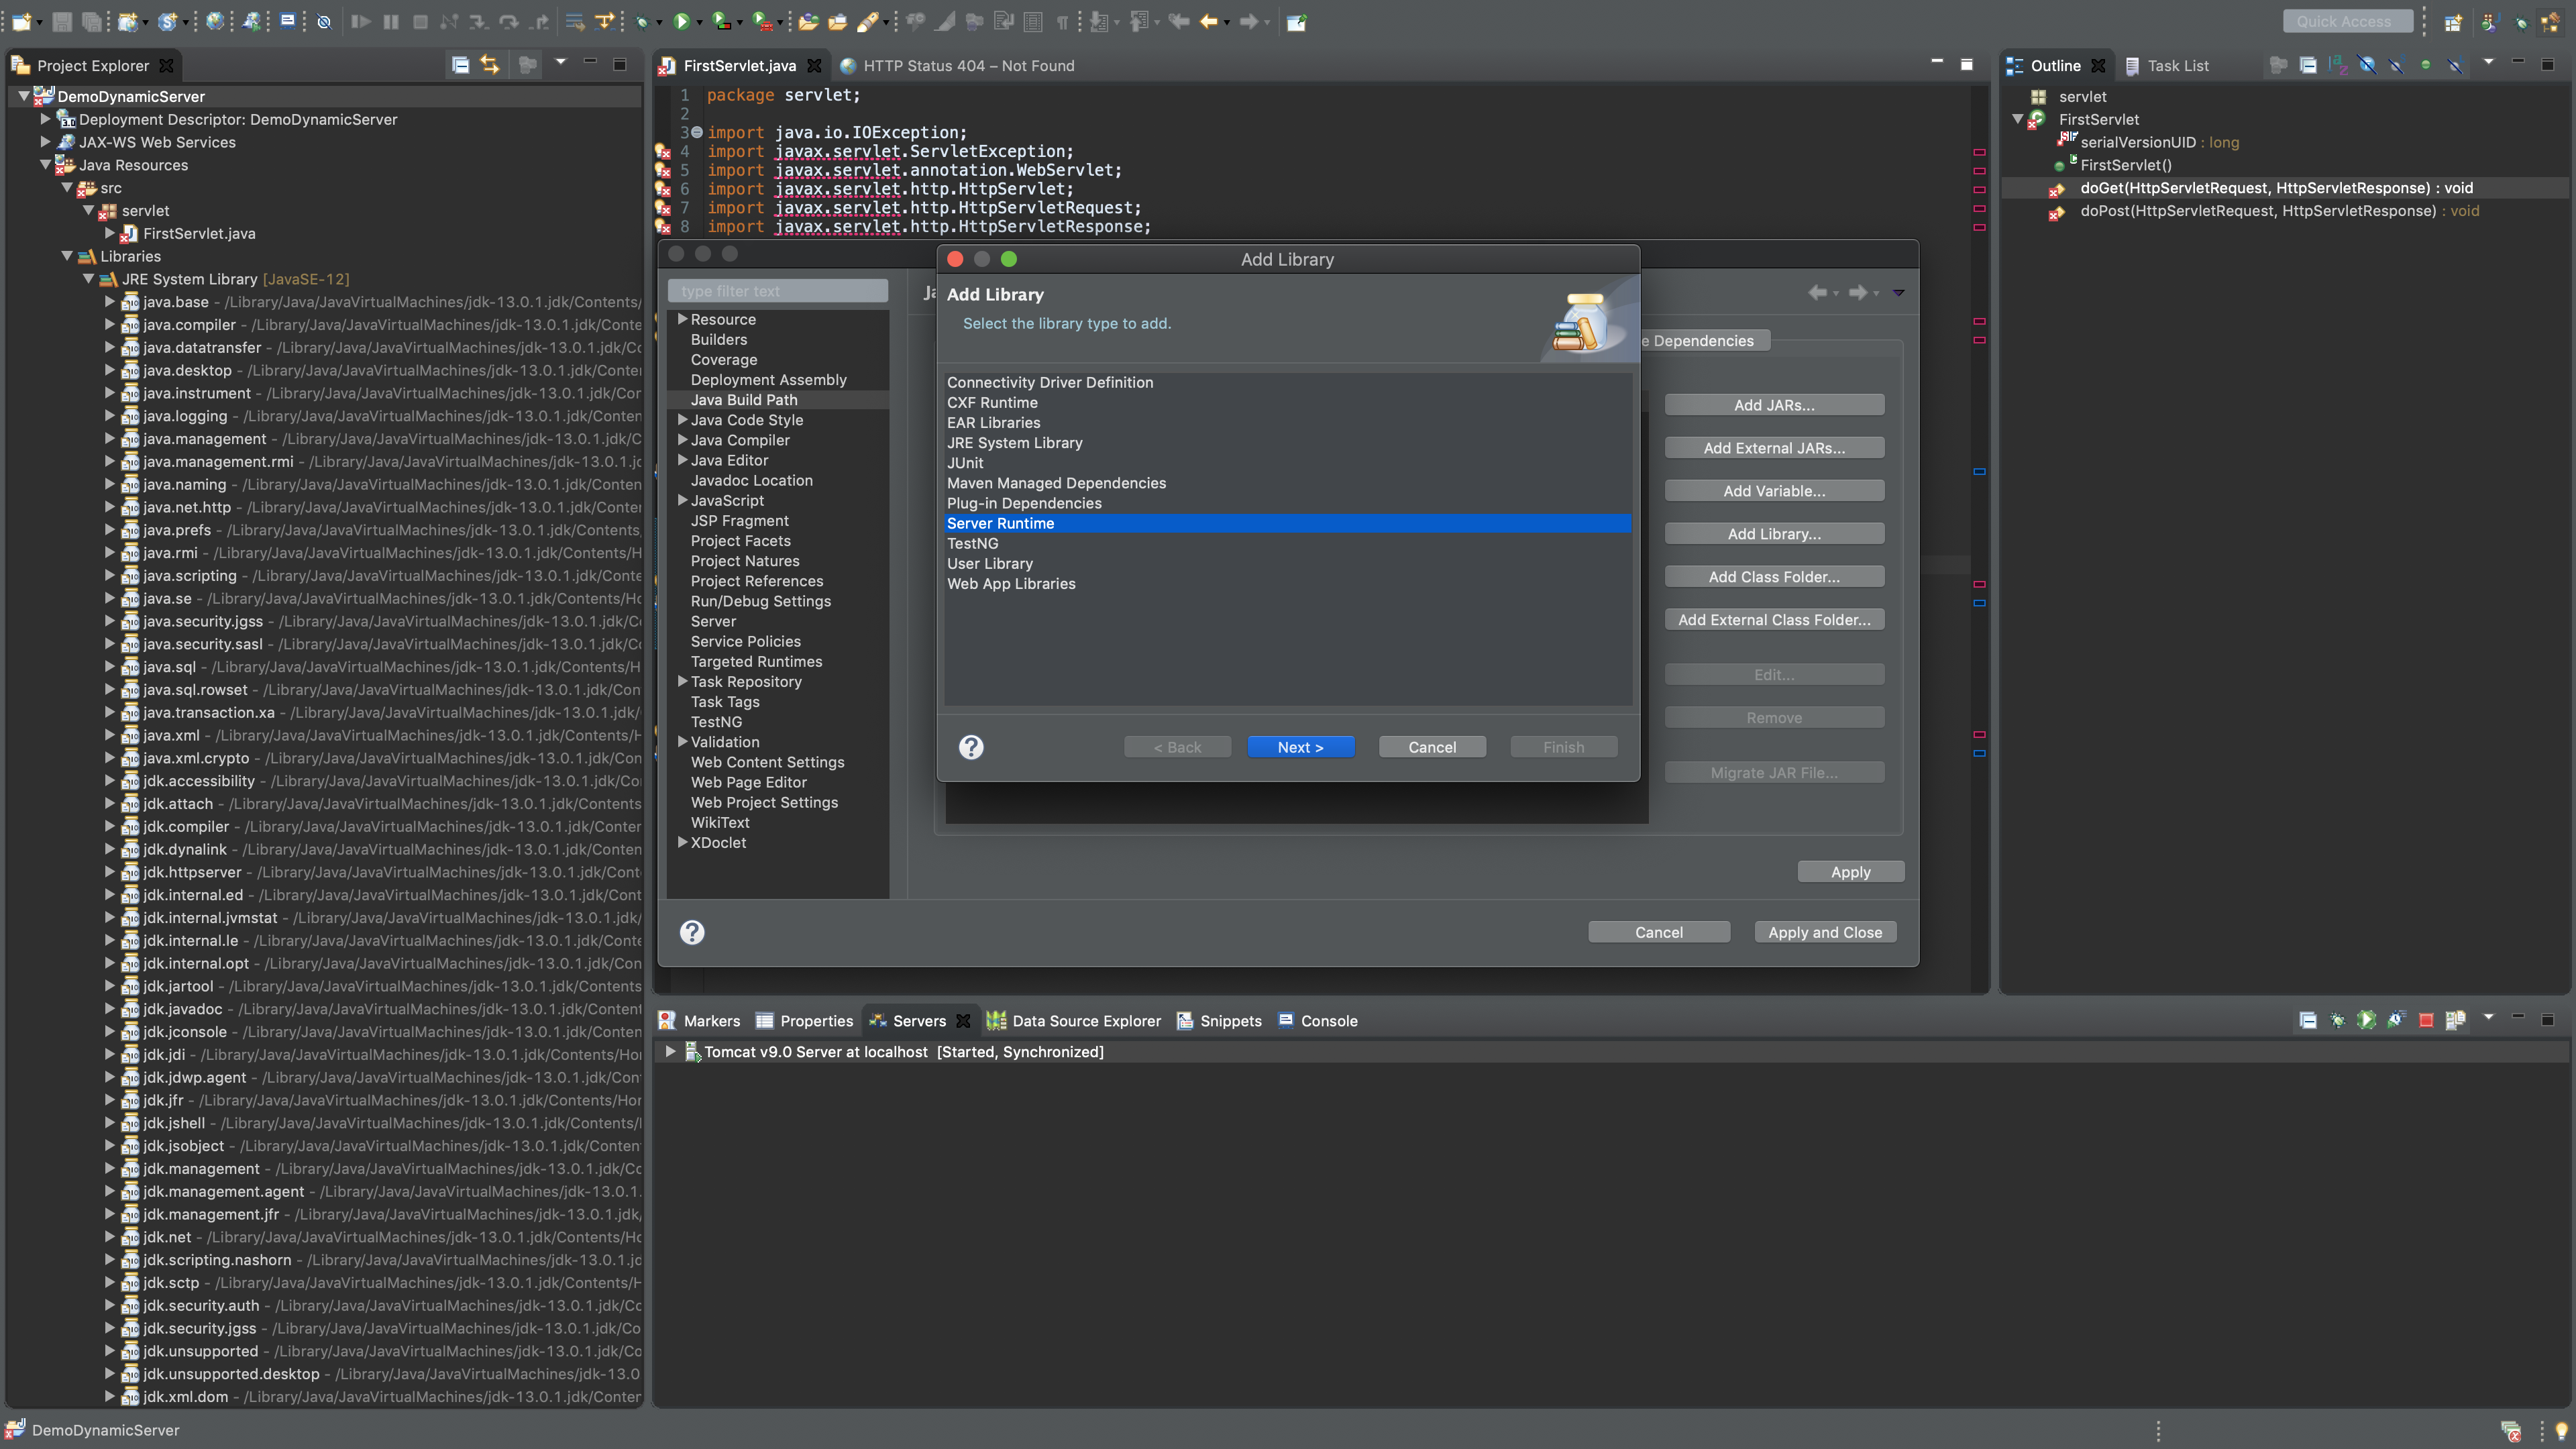 Quick Access
Project Explorer
DemoDynamicServer
Deployment Descriptor: DemoDynamicServer
JAX-WS Web Services
Java Resources
src
servlet
FirstServlet.java
Libraries
JRE System Library [JavaSE-12]
java.base - /Library/Java/JavaVirtualMachines/jdk-13.0.1.jdk/Contents/
java.compiler - /Library/Java/JavaVirtualMachines/jdk-13.0.1.jdk/Conte
java.datatransfer - /Library/Java/JavaVirtualMachines/jdk-13.0.1.jdk/Cc
java.desktop - /Library/Java/JavaVirtualMachines/jdk-13.0.1.jdk/Conten
java.instrument - /Library/Java/JavaVirtualMachines/jdk-13.0.1.jdk/Cor
java.logging - /Library/Java/JavaVirtualMachines/jdk-13.0.1.jdk/Conten
java.management - /Library/Java/JavaVirtualMachines/jdk-13.0.1.jdk/C
java.management.rmi - /Library/Java/JavaVirtualMachines/jdk-13.0.1.jc
java.naming - /Library/Java/JavaVirtualMachines/jdk-13.0.1.jdk/Conten
java.net.http - /Library/Java/JavaVirtualMachines/jdk-13.0.1.jdk/Conten
java.prefs - /Library/Java/JavaVirtualMachines/jdk-13.0.1.jdk/Contents
java.rmi - /Library/Java/JavaVirtualMachines/jdk-13.0.1.jdk/Contents/H
java.scripting - /Library/Java/JavaVirtualMachines/jdk-13.0.1.jdk/Conte
java.se - /Library/Java/JavaVirtualMachines/jdk-13.0.1.jdk/Contents/Ho
java.security.jgss - /Library/Java/JavaVirtualMachines/jdk-13.0.1.jdk/Cc
java.security.sasl - /Library/Java/JavaVirtualMachines/jdk-13.0.1.jdk/Cc
java.sql - /Library/Java/JavaVirtualMachines/jdk-13.0.1.jdk/Contents/H
java.sql.rowset - /Library/Java/JavaVirtualMachines/jdk-13.0.1.jdk/Con
java.transaction.xa - /Library/Java/JavaVirtualMachines/jdk-13.0.1.jdk/
java.xml - /Library/Java/JavaVirtualMachines/jdk-13.0.1.jdk/Contents/H
java.xml.crypto - /Library/Java/JavaVirtualMachines/jdk-13.0.1.jdk/Con
jdk.accessibility - /Library/Java/JavaVirtualMachines/jdk-13.0.1.jdk/Con
jdk.attach - /Library/Java/JavaVirtualMachines/jdk-13.0.1.jdk/Contents
jdk.compiler - /Library/Java/JavaVirtualMachines/jdk-13.0.1.jdk/Conter
jdk.dynalink - /Library/Java/JavaVirtualMachines/jdk-13.0.1.jdk/Conten
jdk.httpserver - /Library/Java/JavaVirtualMachines/jdk-13.0.1.jdk/Cont
jdk.internal.ed - /Library/Java/JavaVirtualMachines/jdk-13.0.1.jdk/Cont
jdk.internal.jvmstat - /Library/Java/JavaVirtualMachines/jdk-13.0.1.jdk/
jdk.internal.le - /Library/Java/JavaVirtualMachines/jdk-13.0.1.jdk/Cont
jdk.internal.opt - /Library/Java/JavaVirtualMachines/jdk-13.0.1.jdk/Con
jdk.jartool - /Library/Java/JavaVirtualMachines/jdk-13.0.1.jdk/Contents
jdk.javadoc - /Library/Java/JavaVirtualMachines/jdk-13.0.1.jdk/Content
jdk.jconsole - /Library/Java/JavaVirtualMachines/jdk-13.0.1.jdk/Conten
jdk.jdi - /Library/Java/JavaVirtualMachines/jdk-13.0.1.jdk/Contents/Hor
jdk.jdwp.agent - /Library/Java/JavaVirtualMachines/jdk-13.0.1.jdk/Con
jdk.jfr - /Library/Java/JavaVirtualMachines/jdk-13.0.1.jdk/Contents/Hor
jdk.jshell - /Library/Java/JavaVirtualMachines/jdk-13.0.1.jdk/Contents/
jdk.jsobject - /Library/Java/JavaVirtualMachines/jdk-13.0.1.jdk/Conten
jdk.management - /Library/Java/JavaVirtualMachines/jdk-13.0.1.jdk/Co
jdk.management.agent - /Library/Java/JavaVirtualMachines/jdk-13.0.1.
jdk.management.jfr - /Library/Java/JavaVirtualMachines/jdk-13.0.1.jdk/
jdk.net - /Library/Java/JavaVirtualMachines/jdk-13.0.1.jdk/Contents/Hc
jdk.scripting.nashorn - /Library/Java/JavaVirtualMachines/jdk-13.0.1.jd
jdk.sctp - /Library/Java/JavaVirtualMachines/jdk-13.0.1.jdk/Contents/H
jdk.security.auth - /Library/Java/JavaVirtualMachines/jdk-13.0.1.jdk/Cc
jdk.security.jgss - /Library/Java/JavaVirtualMachines/jdk-13.0.1.jdk/Co
jdk.unsupported - /Library/Java/JavaVirtualMachines/jdk-13.0.1.jdk/Cc
jdk.unsupported.desktop - /Library/Java/JavaVirtualMachines/jdk-13.0
jdk.xml.dom - /Library/Java/JavaVirtualMachines/jdk-13.0.1.jdk/Conter
DemoDynamicServer
FirstServlet.java
HTTP Status 404 – Not Found
1 package servlet;
2
3 import java.io.IOException;
4 import javax.servlet.ServletException;
5 import javax.servlet.annotation.WebServlet;
6 import javax.servlet.http.HttpServlet;
7 import javax.servlet.http.HttpServletRequest;
8 import javax.servlet.http.HttpServletResponse;
type filter text
Resource
Builders
Coverage
Deployment Assembly
Java Build Path
Java Code Style
Java Compiler
Java Editor
Javadoc Location
JavaScript
JSP Fragment
Project Facets
Project Natures
Project References
Run/Debug Settings
Server
Service Policies
Targeted Runtimes
Task Repository
Task Tags
TestNG
Validation
Web Content Settings
Web Page Editor
Web Project Settings
WikiText
XDoclet
Ja
Add Library
Add Library
Select the library type to add.
Connectivity Driver Definition
CXF Runtime
EAR Libraries
JRE System Library
JUnit
Maven Managed Dependencies
Plug-in Dependencies
Server Runtime
TestNG
User Library
Web App Libraries
? < Back Next > Cancel Finish
e Dependencies
Add JARs...
Add External JARs...
Add Variable...
Add Library...
Add Class Folder...
Add External Class Folder...
Edit...
Remove
Migrate JAR File...
Apply
? Cancel Apply and Close
Markers Properties Servers Data Source Explorer Snippets Console
Tomcat v9.0 Server at localhost [Started, Synchronized]
Outline Task List
servlet
FirstServlet
serialVersionUID : long
FirstServlet()
doGet(HttpServletRequest, HttpServletResponse) : void
doPost(HttpServletRequest, HttpServletResponse) : void